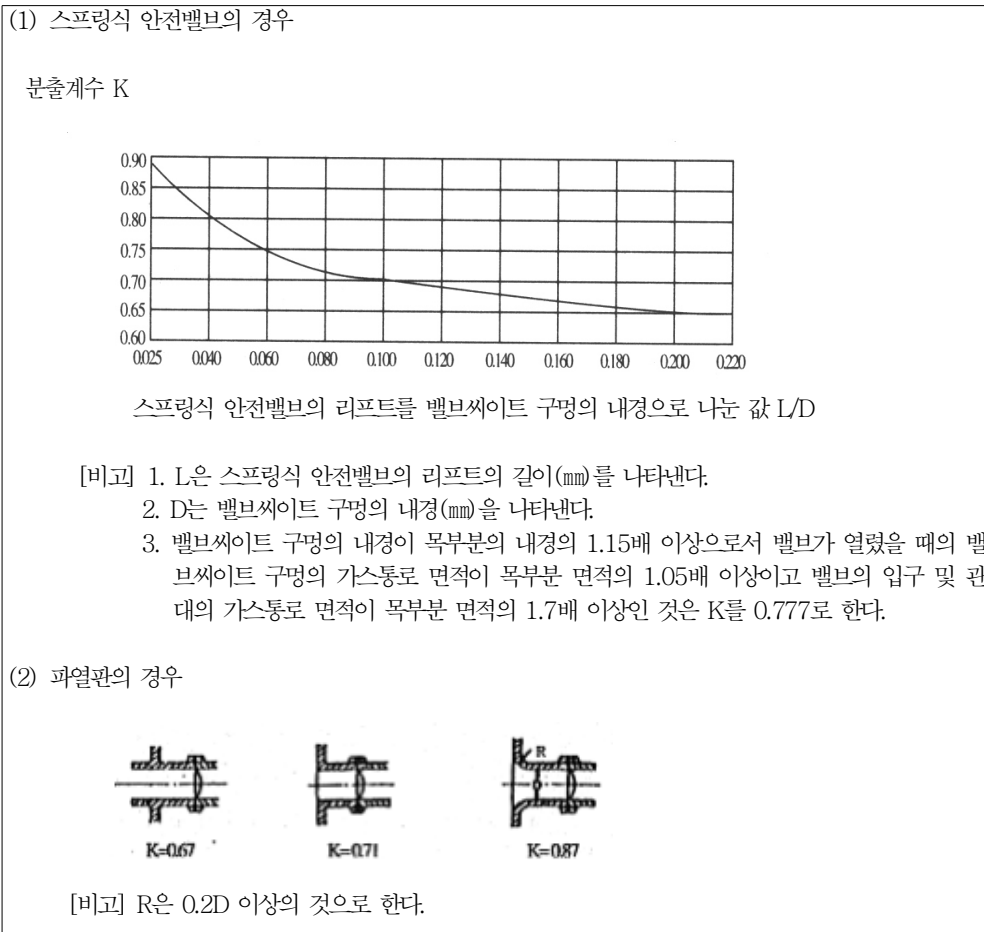 (1) 스프링식 안전밸브의 경우
분출계수 K
0.90
0.85
0.80
0.75
0.70
0.65
0.60
0.025 0.040 0.060 0.080 0.100 0.120 0.140 0.160 0.180 0.200 0.220
스프링식 안전밸브의 리프트를 밸브씨이트 구멍의 내경으로 나눈 값 L/D
[비고] 1. L은 스프링식 안전밸브의 리프트의 길이(㎜)를 나타낸다.
2. D는 밸브씨이트 구멍의 내경(㎜)을 나타낸다.
3. 밸브씨이트 구멍의 내경이 목부분의 내경의 1.15배 이상으로서 밸브가 열렸을 때의 밸
브씨이트 구멍의 가스통로 면적이 목부분 면적의 1.05배 이상이고 밸브의 입구 및 관
대의 가스통로 면적이 목부분 면적의 1.7배 이상인 것은 K를 0.777로 한다.
(2) 파열판의 경우
R
D
K=0.67 K=0.71 K=0.87
[비고] R은 0.2D 이상의 것으로 한다.